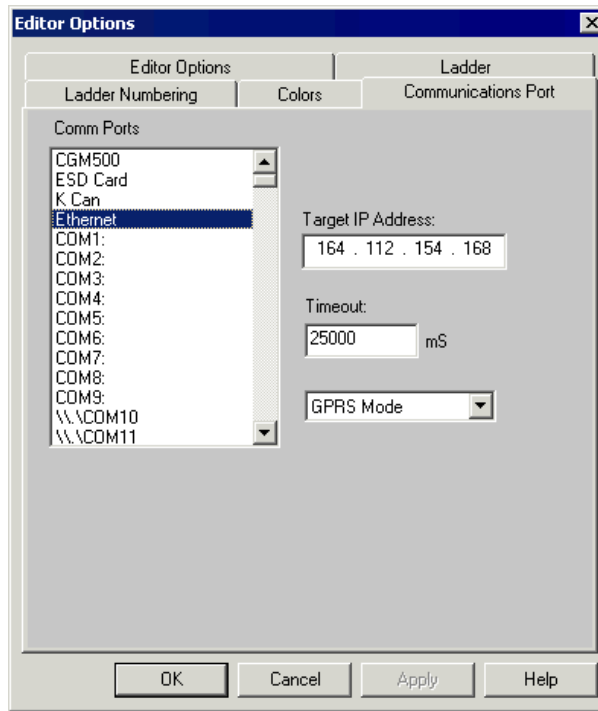 Editor Options
Editor Options
Ladder
Ladder Numbering
Colors
Communications Port
Comm Ports
CGM500
ESD Card
K Can
Ethernet
COM1:
COM2:
COM3:
COM4:
COM5:
COM6:
COM7:
COM8:
COM9:
\\.\COM10
\\.\COM11
Target IP Address:
164 . 112 . 154 . 168
Timeout:
25000 mS
GPRS Mode
OK
Cancel
Apply
Help